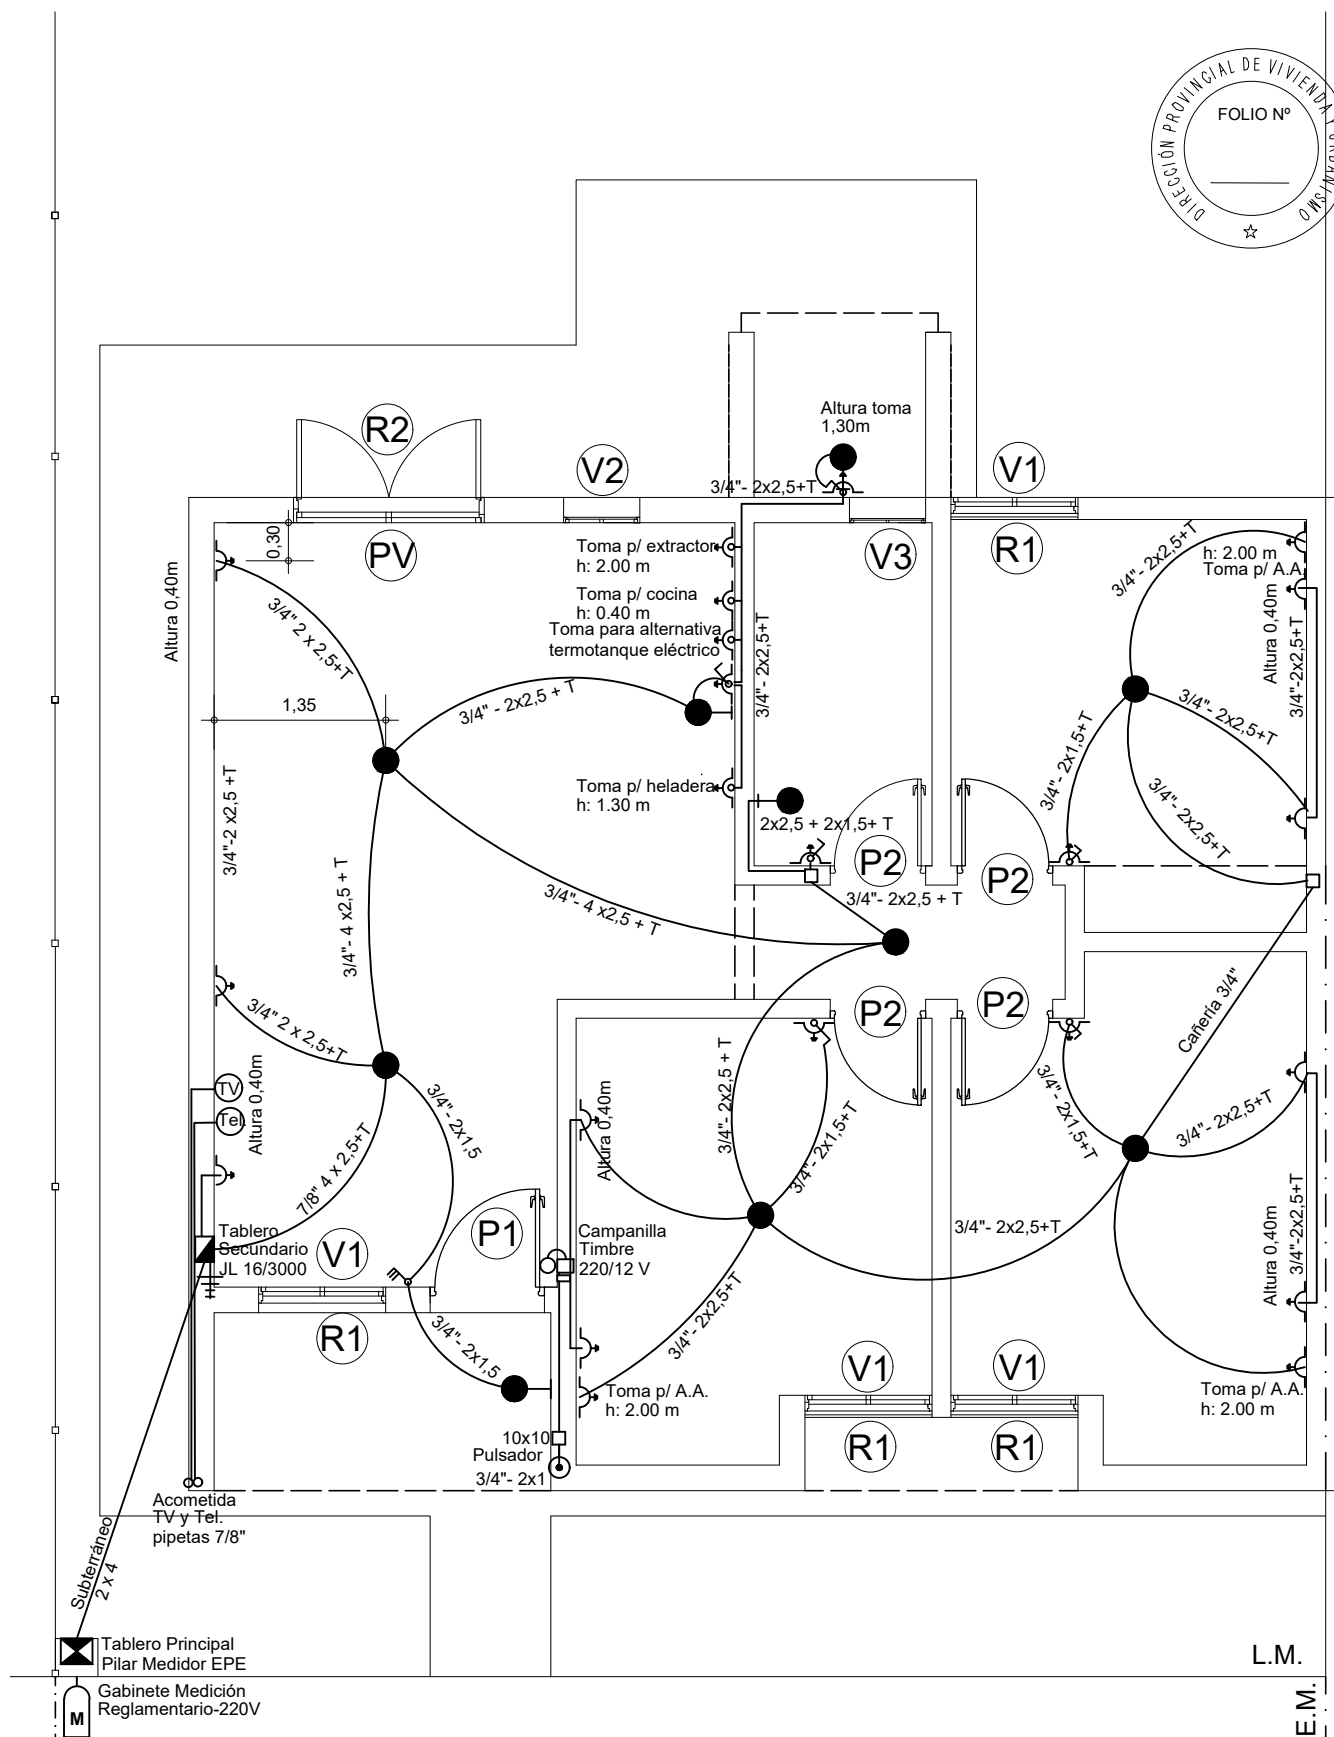 DIRECCIÓN PROVINCIAL DE VIVIENDA Y URBANISMO
FOLIO Nº
Altura toma
1,30m
R2
V2
V1
3/4"- 2x2,5+T
0,30
PV
Toma p/ extractor
h: 2.00 m
V3
R1
3/4"- 2x2,5+T
h: 2.00 m
Toma p/ A.A.
Altura 0,40m
3/4" 2 x 2,5+T
Toma p/ cocina
h: 0.40 m
Toma para alternativa
termotanque eléctrico
3/4"- 2x2,5+T
Altura 0,40m
3/4"-2x2,5+T
1,35
3/4" - 2x2,5 + T
3/4"- 2x2,5+T
3/4"- 2x1,5+T
3/4"-2 x2,5 +T
Toma p/ heladera
h: 1.30 m
2x2,5 + 2x1,5+ T
3/4"- 2x2,5+T
P2
P2
3/4"- 4 x2,5 + T
3/4"- 4 x2,5 + T
3/4"- 2x2,5 + T
P2
P2
Cañería 3/4"
3/4" 2 x 2,5+T
TV
Tel.
Altura 0,40m
3/4"- 2x1,5
3/4"- 2x2,5 + T
Altura 0,40m
3/4"- 2x1,5+T
3/4"- 2x1,5+T
3/4"- 2x2,5+T
7/8" 4 x 2,5+T
Tablero
Secundario
JL 16/3000
V1
P1
Campanilla
Timbre
220/12 V
3/4"- 2x2,5+T
Altura 0,40m
3/4"-2x2,5+T
R1
3/4"- 2x1,5
3/4"- 2x2,5+T
V1
V1
Toma p/ A.A.
h: 2.00 m
Toma p/ A.A.
h: 2.00 m
10x10
Pulsador
3/4"- 2x1
R1
R1
Acometida
TV y Tel.
pipetas 7/8"
Subterráneo
2 x 4
Tablero Principal
Pilar Medidor EPE
L.M.
Gabinete Medición
Reglamentario-220V
M
E.M.